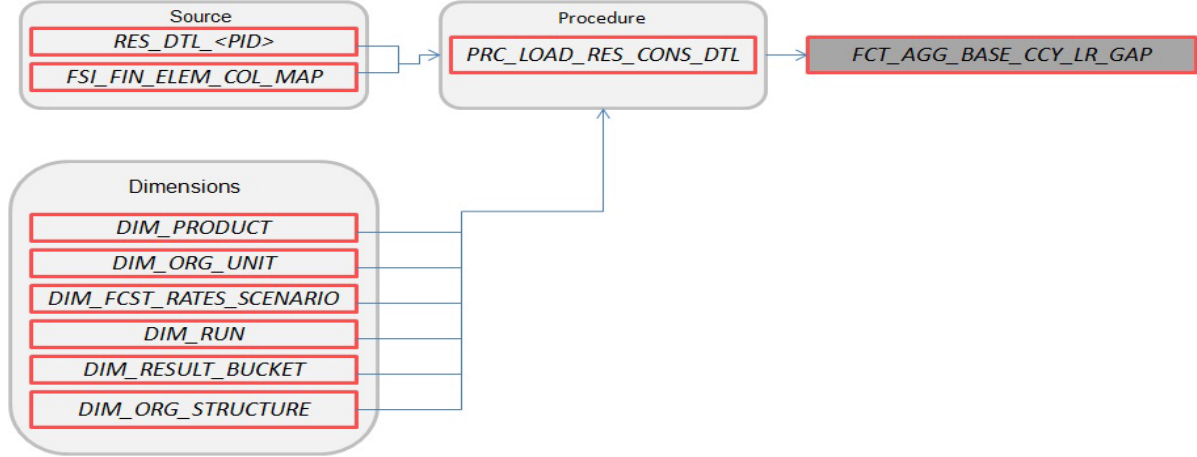 Source
RES_DTL_<PID>
FSI_FIN_ELEM_COL_MAP
Procedure
PRC_LOAD_RES_CONS_DTL
FCT_AGG_BASE_CCY_LR_GAP
Dimensions
DIM_PRODUCT
DIM_ORG_UNIT
DIM_FCST_RATES_SCENARIO
DIM_RUN
DIM_RESULT_BUCKET
DIM_ORG_STRUCTURE